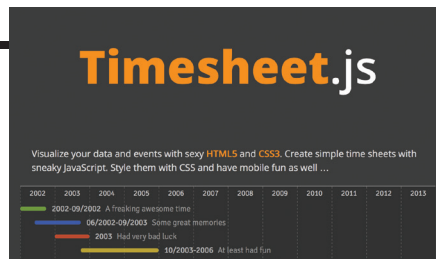 Timesheet.js
Visualize your data and events with sexy HTML5 and CSS3. Create simple time sheets with
sneaky JavaScript. Style them with CSS and have mobile fun as well ...
2002 2003 2004 2005 2006 2007 2008 2009 2010 2011 2012 2013
2002-09/2002 A freaking awesome time
06/2002-09/2003 Some great memories
2003 Had very bad luck
10/2003-2006 At least had fun